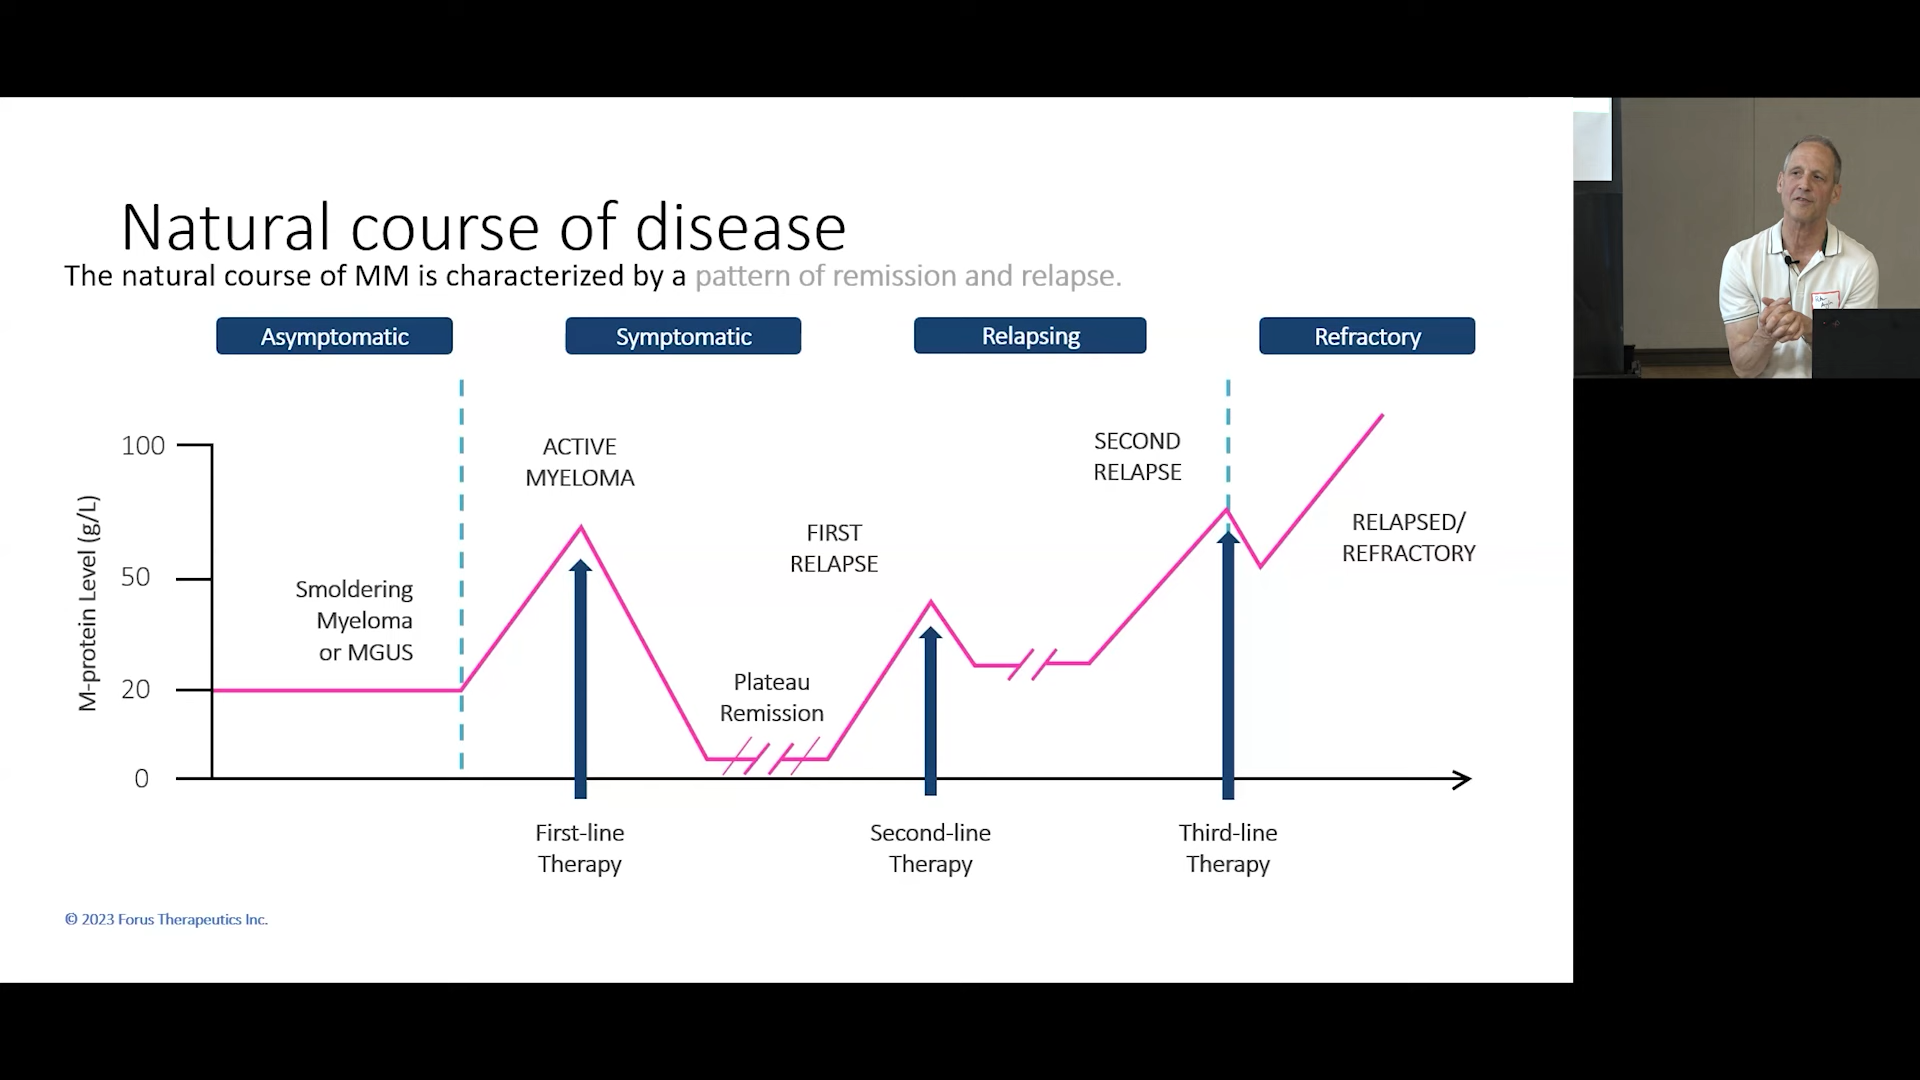 Natural course of disease
The natural course of MM is characterized by a pattern of remission and relapse.
Asymptomatic
Symptomatic
Relapsing
Refractory
M-protein Level (g/L)
100
50
20
0
Smoldering
Myeloma
or MGUS
ACTIVE
MYELOMA
Plateau
Remission
FIRST
RELAPSE
SECOND
RELAPSE
RELAPSED/
REFRACTORY
First-line
Therapy
Second-line
Therapy
Third-line
Therapy
© 2023 Forus Therapeutics Inc.